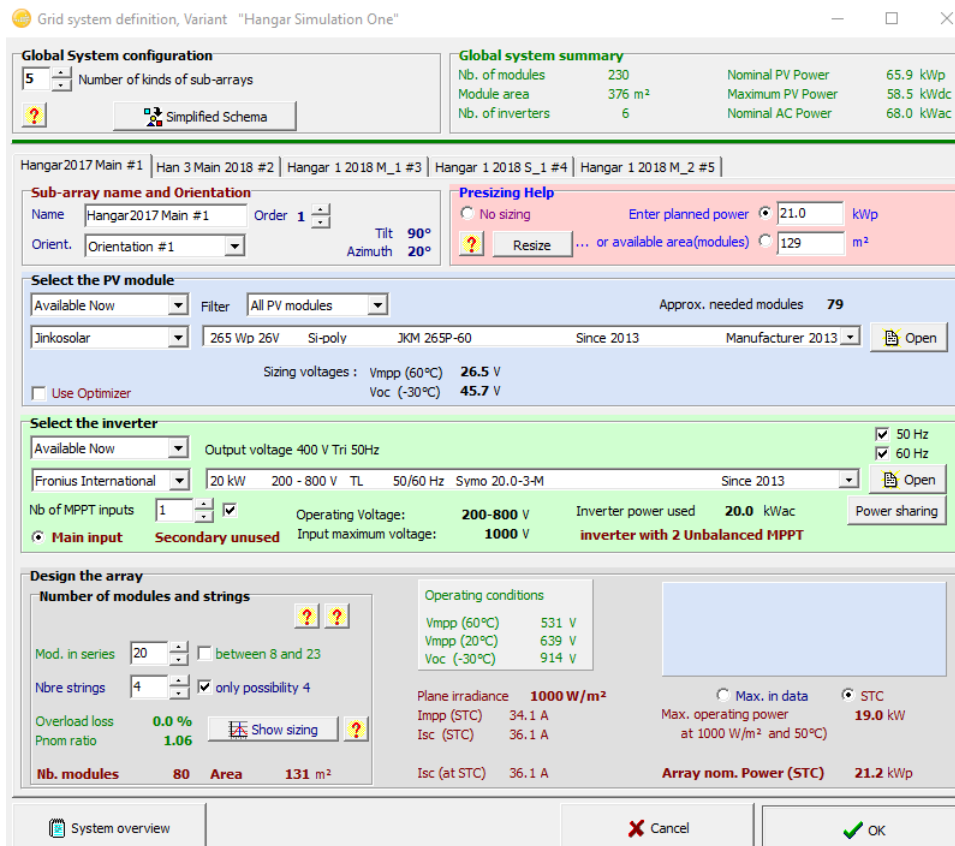 Grid system definition, Variant "Hangar Simulation One"
Global System configuration
5 Number of kinds of sub-arrays
? Simplified Schema
Global system summary
Nb. of modules 230 Nominal PV Power 65.9 kWp
Module area 376 m² Maximum PV Power 58.5 kWdc
Nb. of inverters 6 Nominal AC Power 68.0 kWac
Hangar2017 Main #1 Han 3 Main 2018 #2 Hangar 1 2018 M_1 #3 Hangar 1 2018 S_1 #4 Hangar 1 2018 M_2 #5
Sub-array name and Orientation
Name Hangar2017 Main #1 Order 1
Orient. Orientation #1
Tilt 90°
Azimuth 20°
Presizing Help
No sizing Enter planned power 21.0 kWp
? Resize ... or available area(modules) 129 m²
Select the PV module
Available Now Filter All PV modules Approx. needed modules 79
Jinkosolar 265 Wp 26V Si-poly JKM 265P-60 Since 2013 Manufacturer 2013 Open
Sizing voltages : Vmpp (60°C) 26.5 V
Use Optimizer Voc (-30°C) 45.7 V
Select the inverter
Available Now Output voltage 400 V Tri 50Hz
50 Hz
60 Hz
Fronius International 20 kW 200 - 800 V TL 50/60 Hz Symo 20.0-3-M Since 2013 Open
Nb of MPPT inputs 1 Operating Voltage: 200-800 V Inverter power used 20.0 kWac Power sharing
Main input Secondary unused Input maximum voltage: 1000 V inverter with 2 Unbalanced MPPT
Design the array
Number of modules and strings
? ?
Mod. in series 20 between 8 and 23
Nbre strings 4 only possibility 4
Overload loss 0.0 %
Pnom ratio 1.06
Show sizing ?
Nb. modules 80 Area 131 m²
Operating conditions
Vmpp (60°C) 531 V
Vmpp (20°C) 639 V
Voc (-30°C) 914 V
Plane irradiance 1000 W/m²
Impp (STC) 34.1 A
Isc (STC) 36.1 A
Isc (at STC) 36.1 A
Max. in data STC
Max. operating power 19.0 kW
at 1000 W/m² and 50°C)
Array nom. Power (STC) 21.2 kWp
System overview Cancel OK